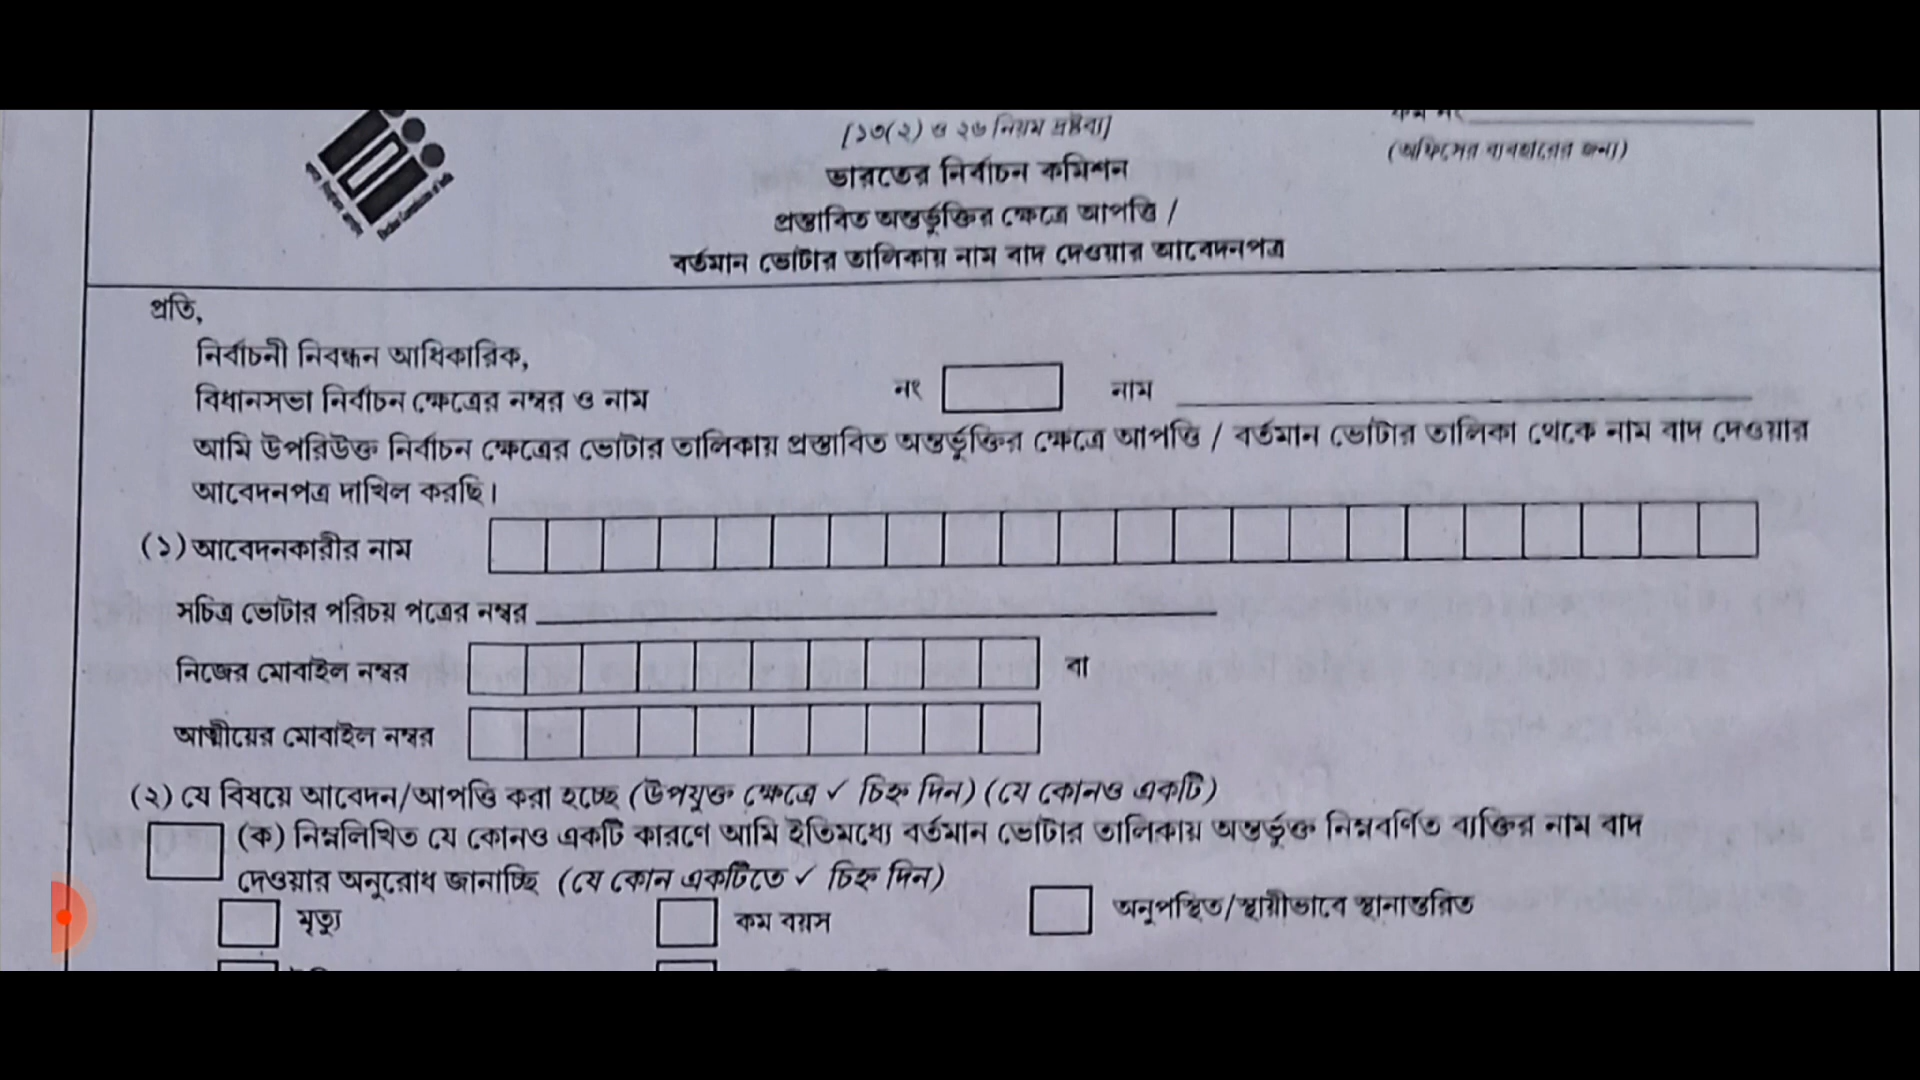 [১৩(২) ও ২৬ নিয়ম দ্রষ্টব্য]
(অফিসের ব্যবহারের জন্য)
ভারতের নির্বাচন কমিশন
প্রস্তাবিত অন্তর্ভুক্তির ক্ষেত্রে আপত্তি /
বর্তমান ভোটার তালিকায় নাম বাদ দেওয়ার আবেদনপত্র
প্রতি,
নির্বাচনী নিবন্ধন আধিকারিক,
বিধানসভা নির্বাচন ক্ষেত্রের নম্বর ও নাম নং নাম
আমি উপরিউক্ত নির্বাচন ক্ষেত্রের ভোটার তালিকায় প্রস্তাবিত অন্তর্ভুক্তির ক্ষেত্রে আপত্তি / বর্তমান ভোটার তালিকা থেকে নাম বাদ দেওয়ার
আবেদনপত্র দাখিল করছি।
(১) আবেদনকারীর নাম
সচিত্র ভোটার পরিচয় পত্রের নম্বর
নিজের মোবাইল নম্বর বা
আত্মীয়ের মোবাইল নম্বর
(২) যে বিষয়ে আবেদন/আপত্তি করা হচ্ছে (উপযুক্ত ক্ষেত্রে ✓ চিহ্ন দিন) (যে কোনও একটি)
(ক) নিম্নলিখিত যে কোনও একটি কারণে আমি ইতিমধ্যে বর্তমান ভোটার তালিকায় অন্তর্ভুক্ত নিম্নবর্ণিত ব্যক্তির নাম বাদ
দেওয়ার অনুরোধ জানাচ্ছি (যে কোন একটিতে ✓ চিহ্ন দিন)
মৃত্যু কম বয়স অনুপস্থিত/স্থায়ীভাবে স্থানান্তরিত